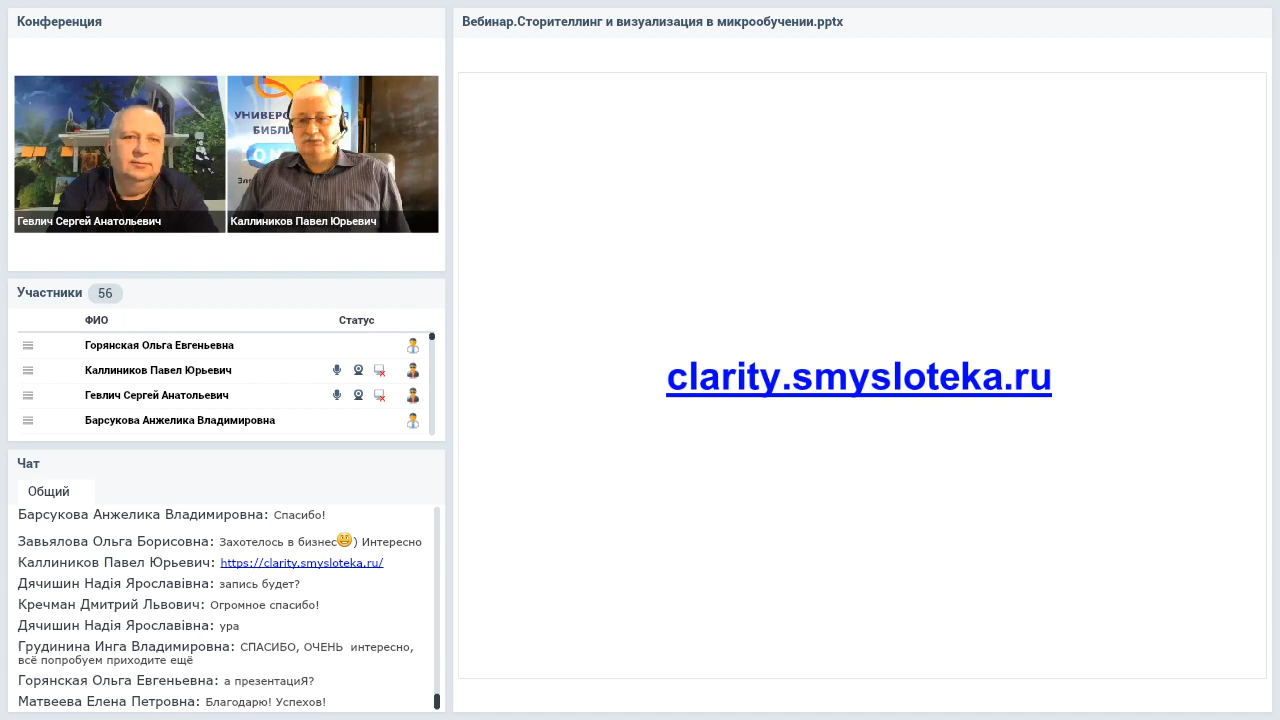 Конференция
УНИВЕРС
БИБЛИ
Гевлич Сергей Анатольевич
Каллиников Павел Юрьевич
Участники 56
ФИО Статус
Горянская Ольга Евгеньевна
Каллиников Павел Юрьевич
Гевлич Сергей Анатольевич
Барсукова Анжелика Владимировна
Чат
Общий
Барсукова Анжелика Владимировна: Спасибо!
Завьялова Ольга Борисовна: Захотелось в бизнес😀) Интересно
Каллиников Павел Юрьевич: https://clarity.smysloteka.ru/
Дячишин Надія Ярославівна: запись будет?
Кречман Дмитрий Львович: Огромное спасибо!
Дячишин Надія Ярославівна: ура
Грудинина Инга Владимировна: СПАСИБО, ОЧЕНЬ интересно,
всё попробуем приходите ещё
Горянская Ольга Евгеньевна: а презентациЯ?
Матвеева Елена Петровна: Благодарю! Успехов!
Вебинар.Сторителлинг и визуализация в микрообучении.pptx
clarity.smysloteka.ru